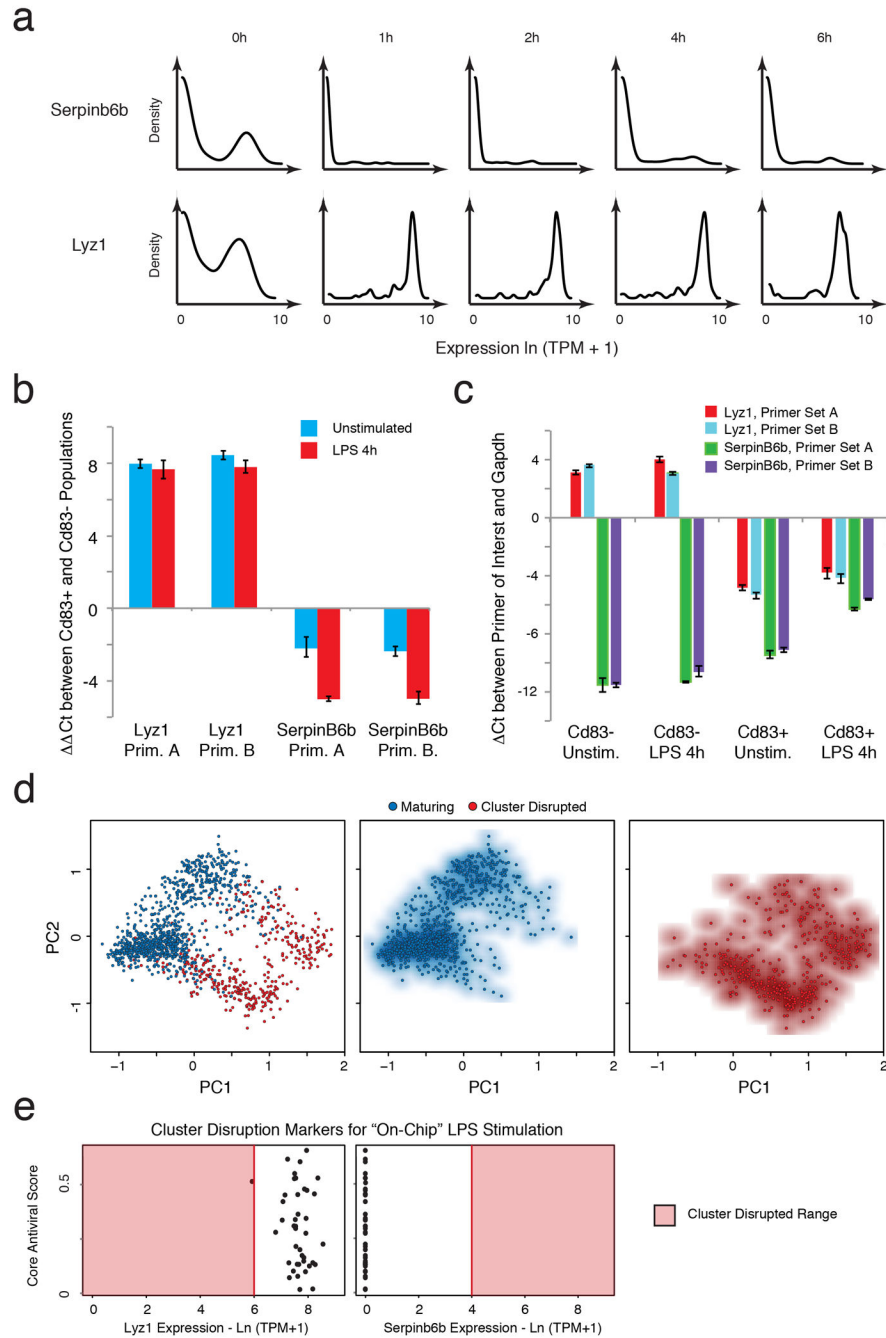 a
0h 1h 2h 4h 6h
Serpinb6b
Density
Lyz1
Density
0 10 0 10 0 10 0 10 0 10
Expression ln (TPM + 1)
b
Unstimulated
LPS 4h
ΔΔCt between Cd83+ and Cd83- Populations
8
4
0
-4
Lyz1 Prim. A
Lyz1 Prim. B
SerpinB6b Prim. A
SerpinB6b Prim. B.
c
Lyz1, Primer Set A
Lyz1, Primer Set B
SerpinB6b, Primer Set A
SerpinB6b, Primer Set B
ΔCt between Primer of Interst and Gapdh
4
0
-4
-6
-12
Cd83- Unstim.
Cd83- LPS 4h
Cd83+ Unstim.
Cd83+ LPS 4h
d
Maturing Cluster Disrupted
PC2
1
0
-1
-1 0 1 2
-1 0 1 2
-1 0 1 2
PC1 PC1 PC1
e
Cluster Disruption Markers for “On-Chip” LPS Stimulation
Core Antiviral Score
0.5
0
0 2 4 6 8
0 2 4 6 8
Lyz1 Expression - Ln (TPM+1)
Serpinb6b Expression - Ln (TPM+1)
Cluster Disrupted Range